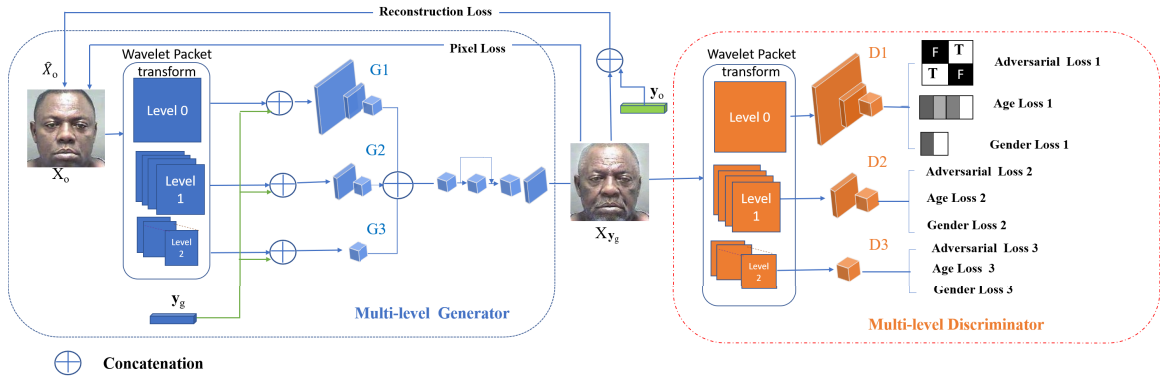 Reconstruction Loss
Pixel Loss
X̂o
Xo
Wavelet Packet
transform
Level 0
Level
1
Level
2
G1
G2
G3
yg
Multi-level Generator
Concatenation
yo
Xyg
Wavelet Packet
transform
Level 0
Level
1
Level
2
D1
D2
D3
F T
T F
Adversarial Loss 1
Age Loss 1
Gender Loss 1
Adversarial Loss 2
Age Loss 2
Gender Loss 2
Adversarial Loss 3
Age Loss 3
Gender Loss 3
Multi-level Discriminator